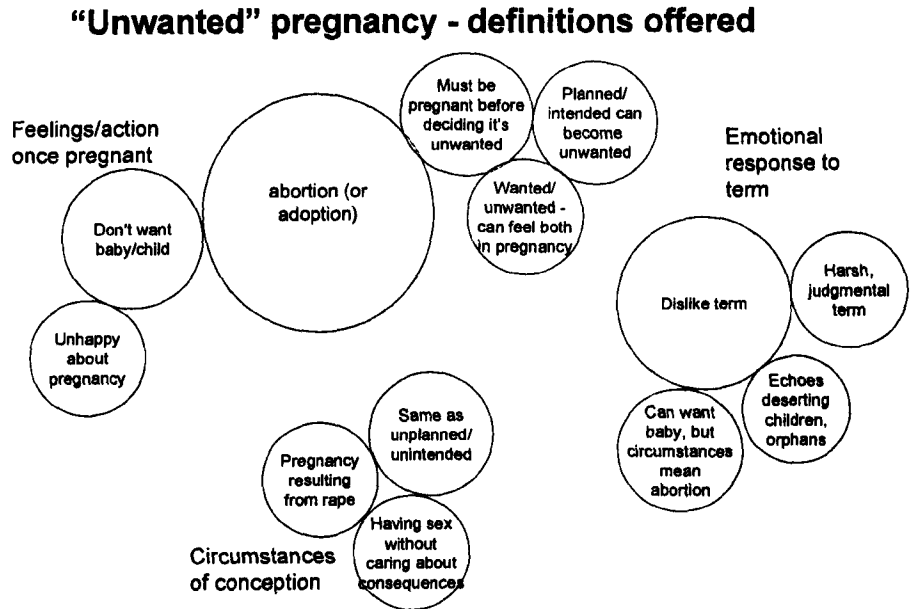 “Unwanted” pregnancy - definitions offered
Feelings/action
once pregnant
Don't want
baby/child
Unhappy
about
pregnancy
abortion (or
adoption)
Must be
pregnant before
deciding it's
unwanted
Planned/
intended can
become
unwanted
Wanted/
unwanted -
can feel both
in pregnancy
Emotional
response to
term
Dislike term
Harsh,
judgmental
term
Echoes
deserting
children,
orphans
Can want
baby, but
circumstances
mean
abortion
Same as
unplanned/
unintended
Pregnancy
resulting
from rape
Having sex
without
caring about
consequences
Circumstances
of conception